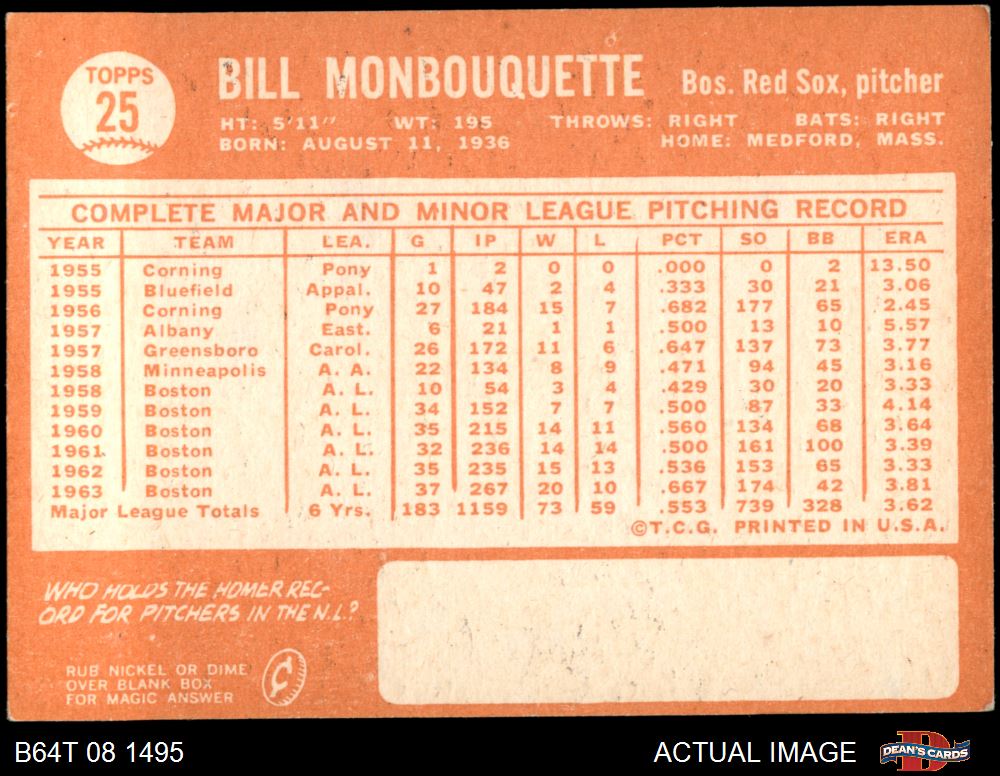 TOPPS
25
BILL MONBOUQUETTE Bos. Red Sox, pitcher
HT: 5'11" WT: 195 THROWS: RIGHT BATS: RIGHT
BORN: AUGUST 11, 1936 HOME: MEDFORD, MASS.
COMPLETE MAJOR AND MINOR LEAGUE PITCHING RECORD
YEAR TEAM LEA. G IP W L PCT SO BB ERA
1955 Corning Pony 1 2 0 0 .000 0 2 13.50
1955 Bluefield Appal. 10 47 2 4 .333 30 21 3.06
1956 Corning Pony 27 184 15 7 .682 177 65 2.45
1957 Albany East. 6 21 1 1 .500 13 10 5.57
1957 Greensboro Carol. 26 172 11 6 .647 137 73 3.77
1958 Minneapolis A. A. 22 134 8 9 .471 94 45 3.16
1958 Boston A. L. 10 54 3 4 .429 30 20 3.33
1959 Boston A. L. 34 152 7 7 .500 87 33 4.14
1960 Boston A. L. 35 215 14 11 .560 134 68 3.64
1961 Boston A. L. 32 236 14 14 .500 161 100 3.39
1962 Boston A. L. 35 235 15 13 .536 153 65 3.33
1963 Boston A. L. 37 267 20 10 .667 174 42 3.81
Major League Totals 6 Yrs. 183 1159 73 59 .553 739 328 3.62
©T.C.G. PRINTED IN U.S.A.
WHO HOLDS THE HOMER REC-
ORD FOR PITCHERS IN THE N.L.?
RUB NICKEL OR DIME
OVER BLANK BOX
FOR MAGIC ANSWER
¢
B64T 08 1495 ACTUAL IMAGE DEAN'S CARDS